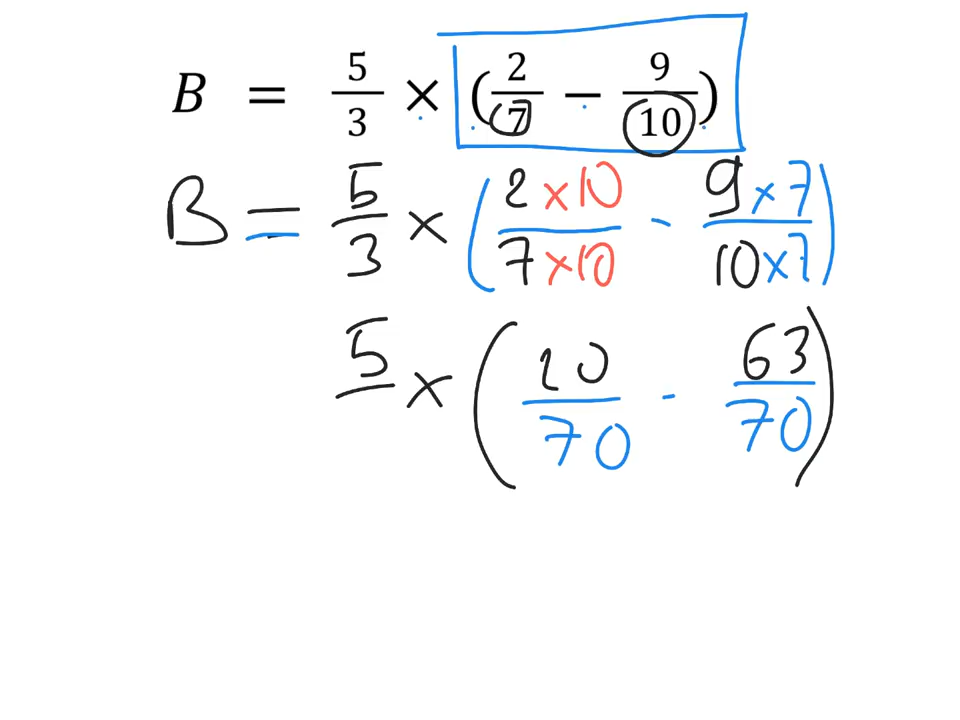 B = 5/3 × (2/7 − 9/10)
B = 5/3 × (2×10/7×10 - 9×7/10×7)
5/ × (20/70 - 63/70)